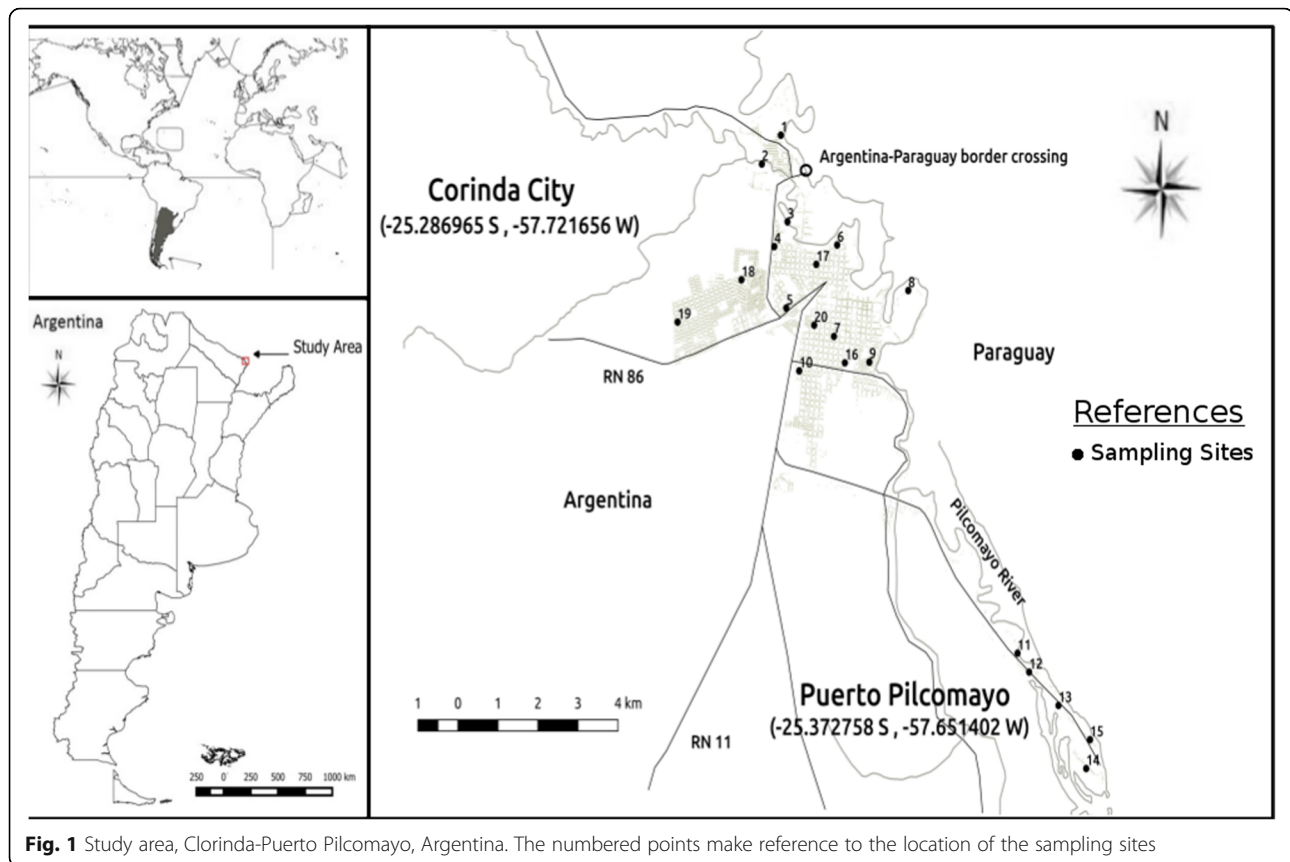 Argentina
N
Study Area
250 0 250 500 750 1000 km
N
1
Argentina-Paraguay border crossing
2
Corinda City
(-25.286965 S , -57.721656 W)
3
4
6
17
18
8
5
19
20
7
Paraguay
16
9
10
RN 86
References
Sampling Sites
Argentina
Pilcomayo River
11
12
Puerto Pilcomayo
(-25.372758 S , -57.651402 W)
13
1 0 1 2 3 4 km
15
RN 11
14
Fig. 1 Study area, Clorinda-Puerto Pilcomayo, Argentina. The numbered points make reference to the location of the sampling sites